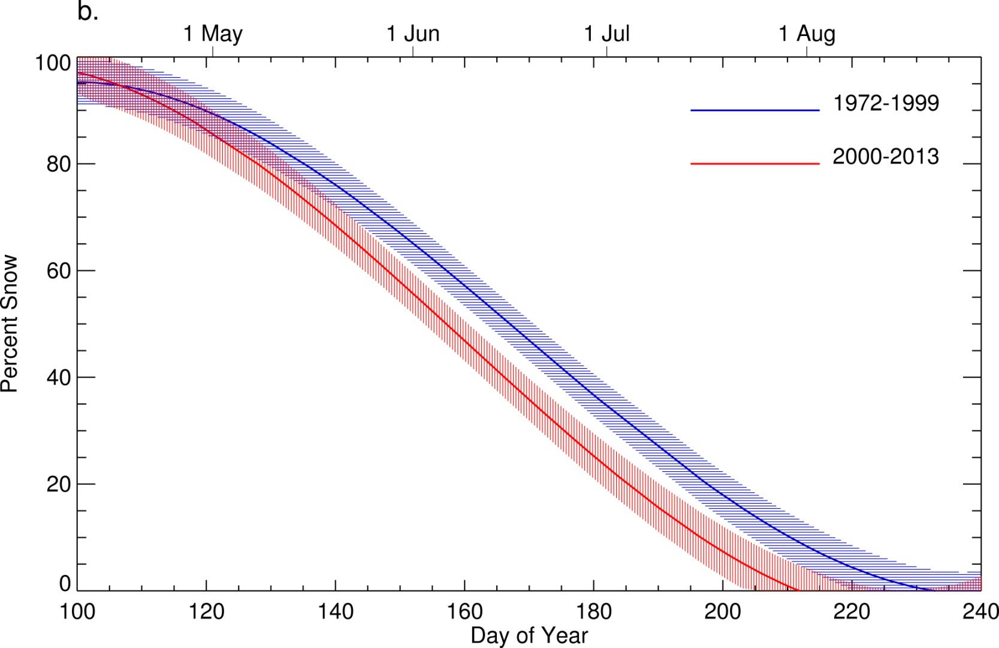 b.
1 May 1 Jun 1 Jul 1 Aug
100
1972-1999
2000-2013
80
60
40
20
0
Percent Snow
100 120 140 160 180 200 220 240
Day of Year